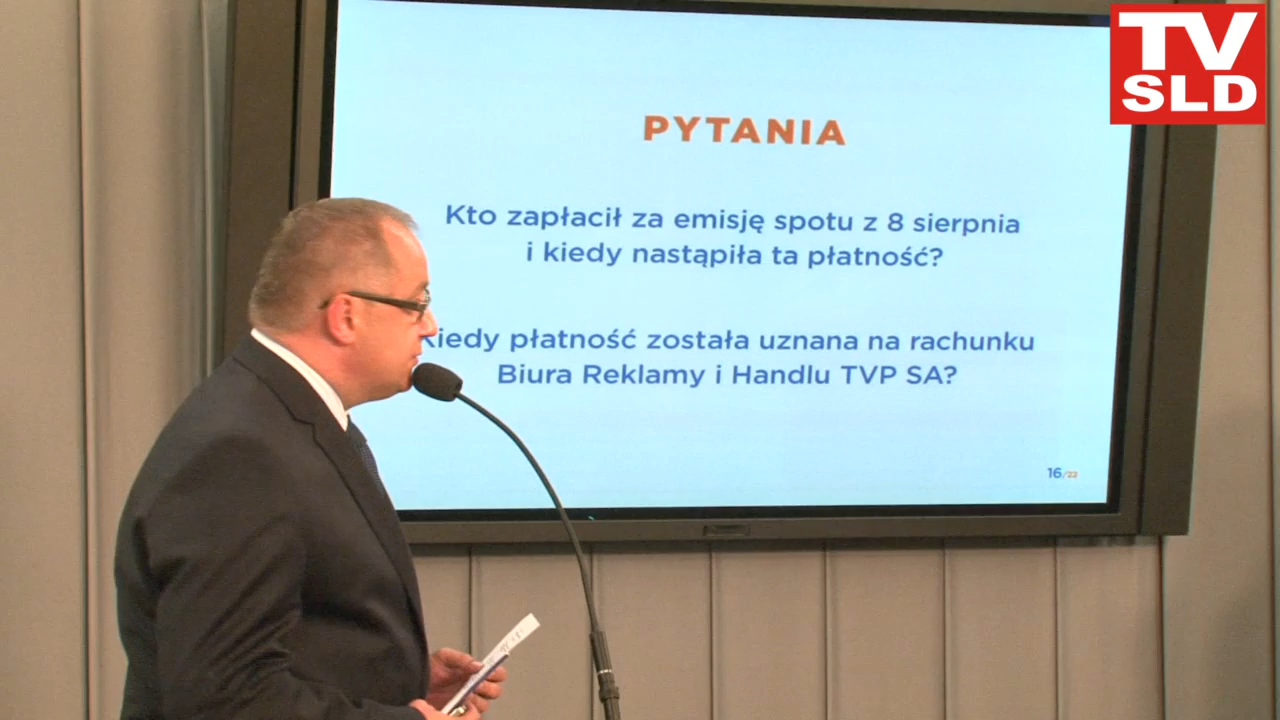 TV
SLD
PYTANIA
Kto zapłacił za emisję spotu z 8 sierpnia
i kiedy nastąpiła ta płatność?
Kiedy płatność została uznana na rachunku
Biura Reklamy i Handlu TVP SA?
16/22